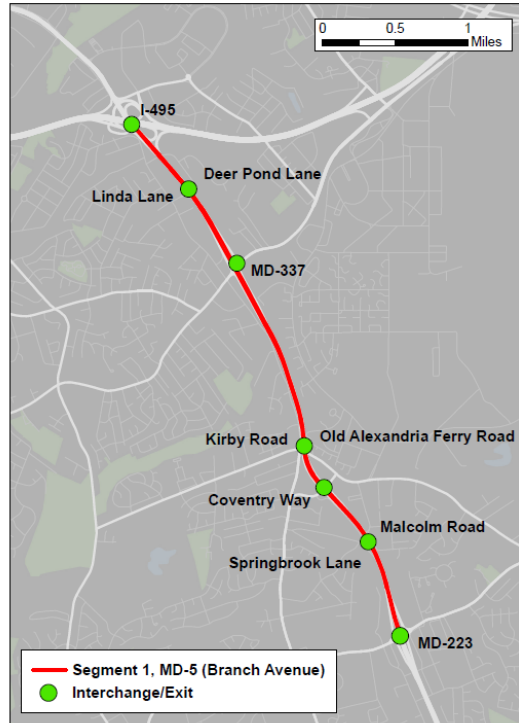 0 0.5 1
Miles
I-495
Deer Pond Lane
Linda Lane
MD-337
Kirby Road
Old Alexandria Ferry Road
Coventry Way
Malcolm Road
Springbrook Lane
MD-223
Segment 1, MD-5 (Branch Avenue)
Interchange/Exit